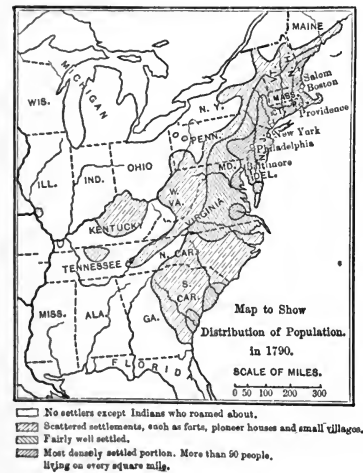 MAINE
Salem
Boston
MASS.
Providence
WIS.
MICHIGAN
N.Y.
New York
PENN.
Philadelphia
Baltimore
MD.
DEL.
OHIO
ILL.
IND.
W. VA.
VIRGINIA
KENTUCKY
TENNESSEE
N. CAR.
S. CAR.
MISS.
ALA.
GA.
FLORID
Map to Show
Distribution of Population.
in 1790.
SCALE OF MILES.
0 50 100 200 300
No settlers except Indians who roamed about.
Scattered settlements, such as forts, pioneer houses and small villages.
Fairly well settled.
Most densely settled portion. More than 90 people.
living on every square mile.